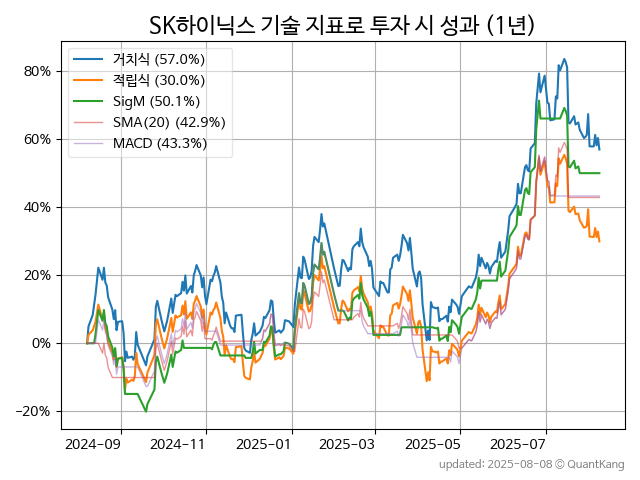 SK하이닉스 기술 지표로 투자 시 성과 (1년)
거치식 (57.0%)
적립식 (30.0%)
SigM (50.1%)
SMA(20) (42.9%)
MACD (43.3%)
80%
60%
40%
20%
0%
−20%
2024-09 2024-11 2025-01 2025-03 2025-05 2025-07
updated: 2025-08-08 © QuantKang